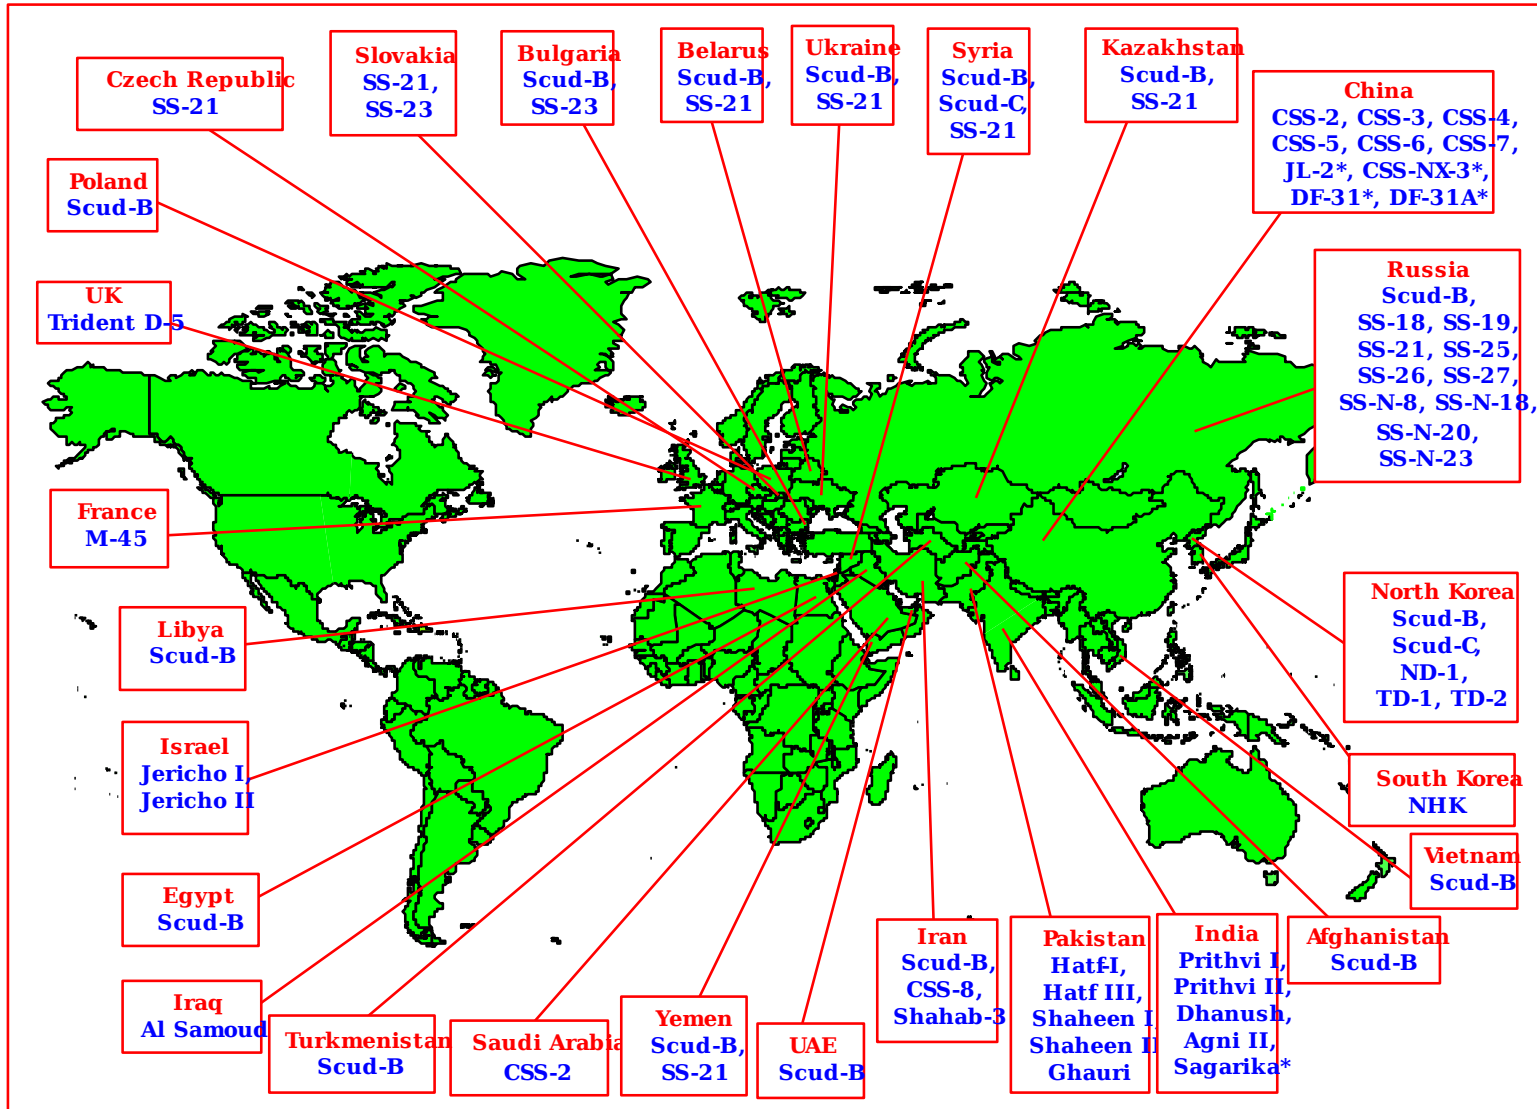 Czech Republic
SS-21
Slovakia
SS-21,
SS-23
Bulgaria
Scud-B,
SS-23
Belarus
Scud-B,
SS-21
Ukraine
Scud-B,
SS-21
Syria
Scud-B,
Scud-C,
SS-21
Kazakhstan
Scud-B,
SS-21
China
CSS-2, CSS-3, CSS-4,
CSS-5, CSS-6, CSS-7,
JL-2*, CSS-NX-3*,
DF-31*, DF-31A*
Poland
Scud-B
UK
Trident D-5
Russia
Scud-B,
SS-18, SS-19,
SS-21, SS-25,
SS-26, SS-27,
SS-N-8, SS-N-18,
SS-N-20,
SS-N-23
France
M-45
Libya
Scud-B
North Korea
Scud-B,
Scud-C,
ND-1,
TD-1, TD-2
Israel
Jericho I,
Jericho II
South Korea
NHK
Egypt
Scud-B
Vietnam
Scud-B
Iraq
Al Samoud
Turkmenistan
Scud-B
Saudi Arabia
CSS-2
Yemen
Scud-B,
SS-21
UAE
Scud-B
Iran
Scud-B,
CSS-8,
Shahab-3
Pakistan
Hatf-I,
Hatf III,
Shaheen I,
Shaheen II
Ghauri
India
Prithvi I,
Prithvi II,
Dhanush,
Agni II,
Sagarika*
Afghanistan
Scud-B